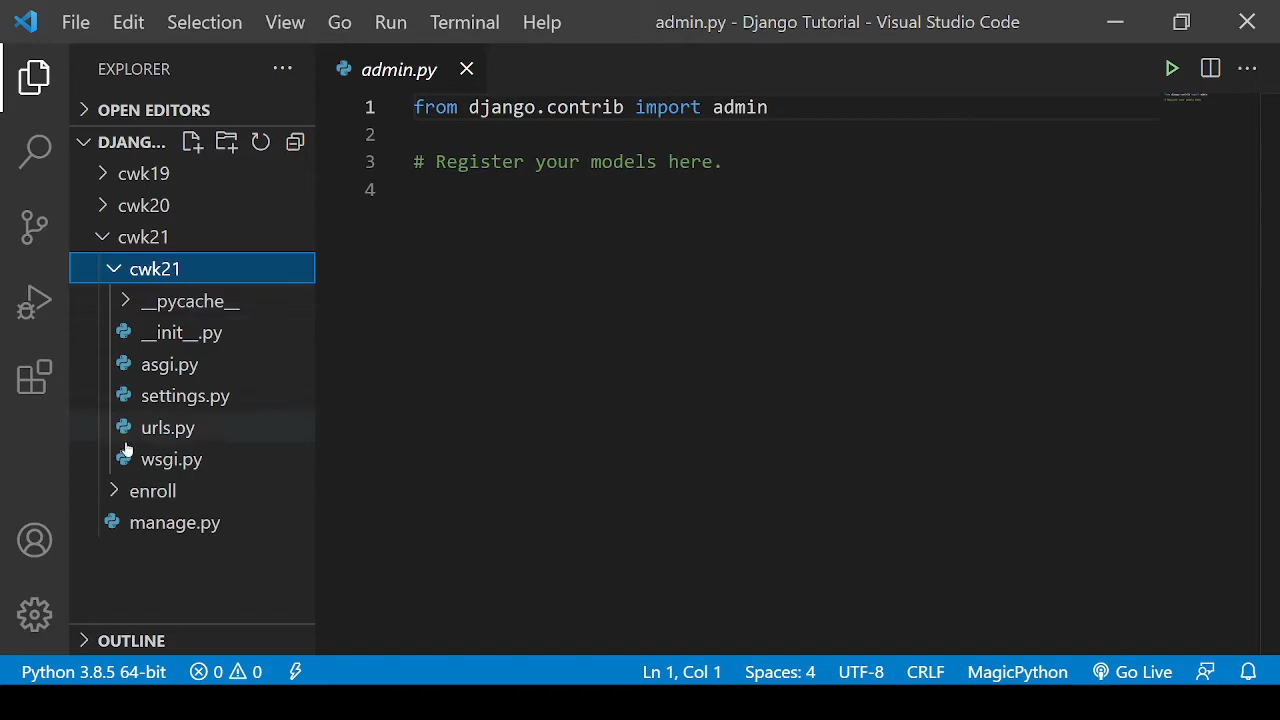 File Edit Selection View Go Run Terminal Help admin.py - Django Tutorial - Visual Studio Code
EXPLORER
OPEN EDITORS
DJANG...
cwk19
cwk20
cwk21
cwk21
__pycache__
__init__.py
asgi.py
settings.py
urls.py
wsgi.py
enroll
manage.py
OUTLINE
admin.py
1 from django.contrib import admin
2
3 # Register your models here.
4
Python 3.8.5 64-bit 0 0 Ln 1, Col 1 Spaces: 4 UTF-8 CRLF MagicPython Go Live